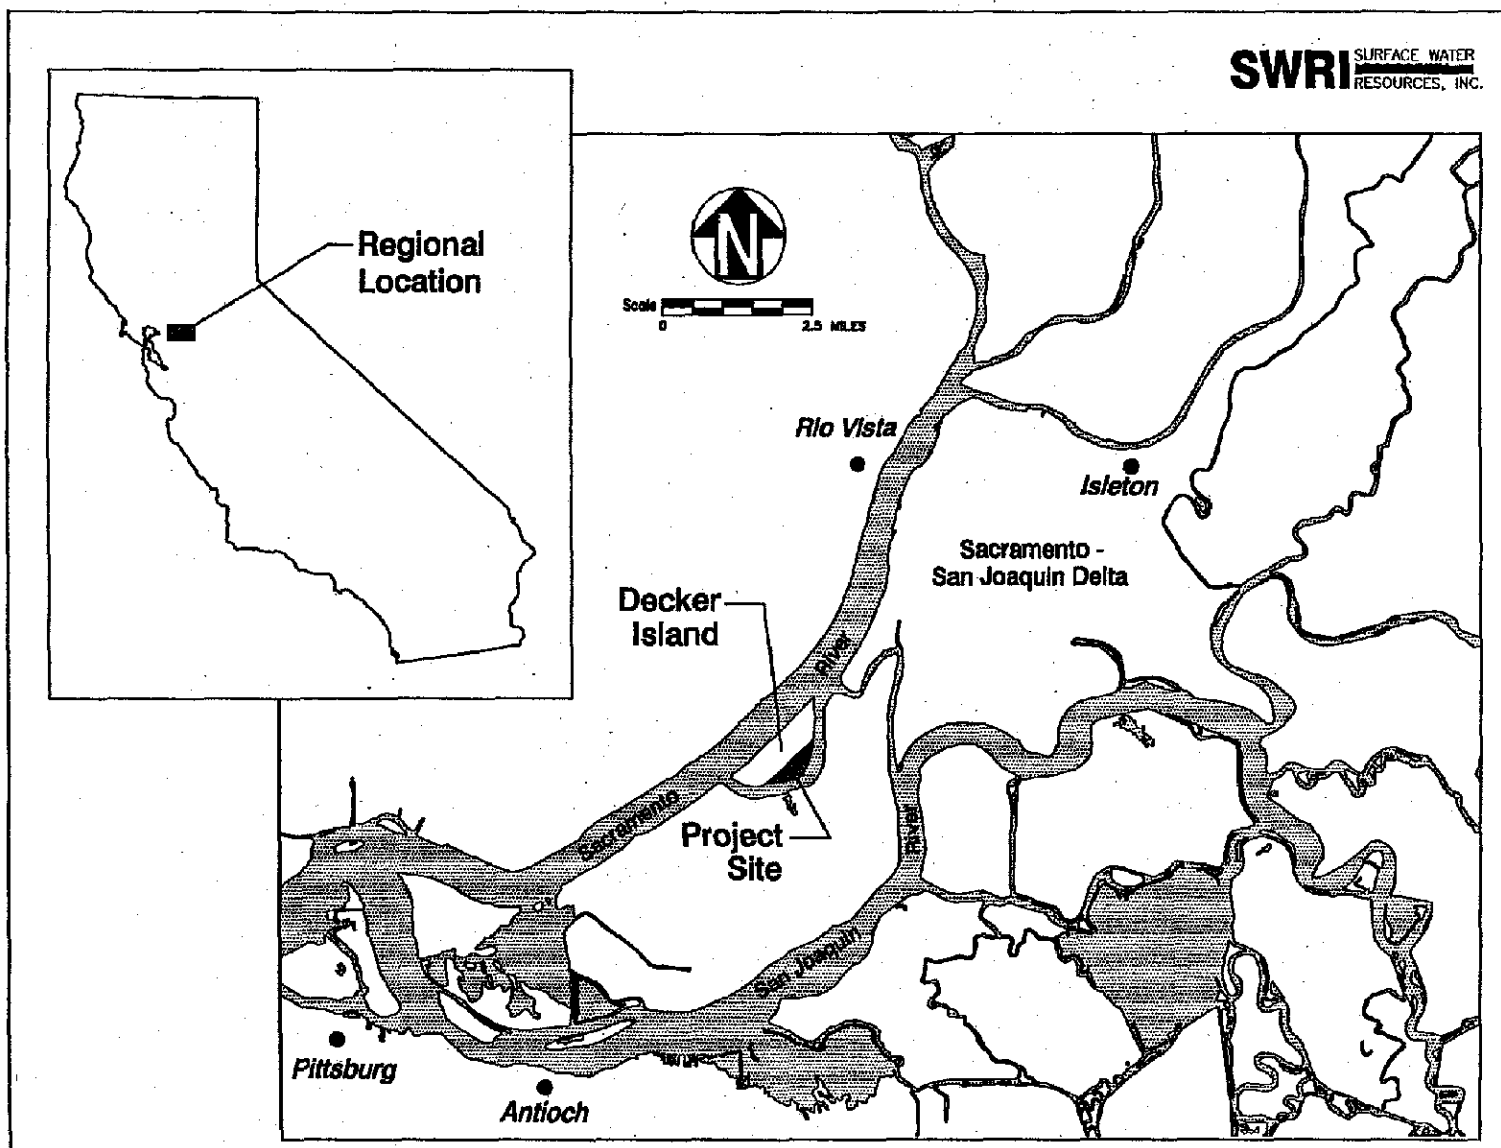 SWRI
SURFACE WATER
RESOURCES, INC.
Regional
Location
N
Scale
0
2.5 MILES
Rio Vista
Isleton
Sacramento -
San Joaquin Delta
Decker
Island
River
Sacramento
Project
Site
River
San Joaquin
Pittsburg
Antioch